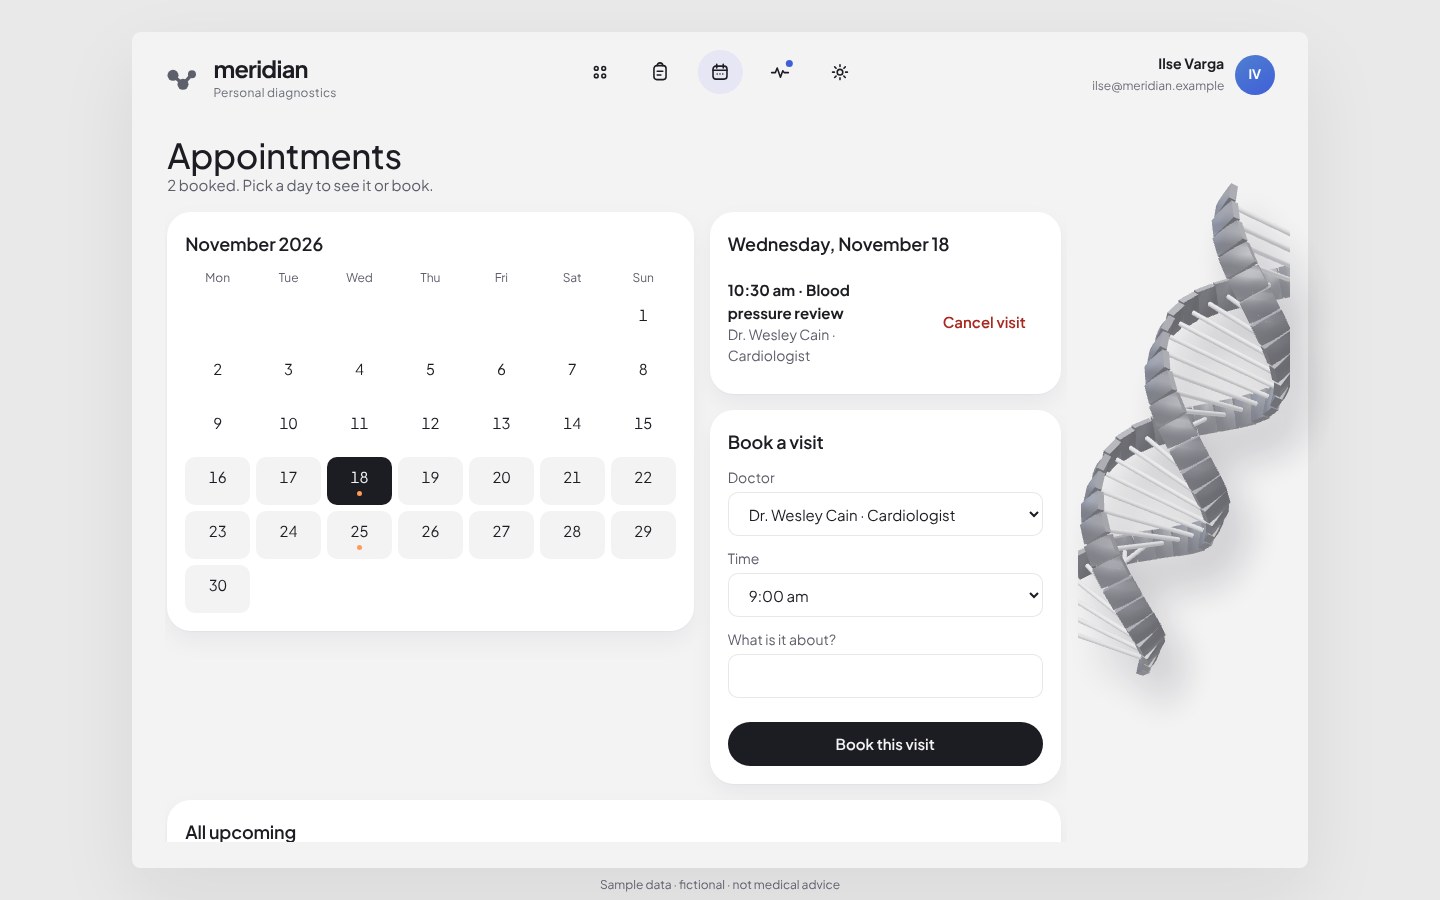 meridian
Personal diagnostics
Ilse Varga
ilse@meridian.example
IV
Appointments
2 booked. Pick a day to see it or book.
November 2026
Mon Tue Wed Thu Fri Sat Sun
1
2 3 4 5 6 7 8
9 10 11 12 13 14 15
16 17 18 19 20 21 22
23 24 25 26 27 28 29
30
Wednesday, November 18
10:30 am · Blood
pressure review
Dr. Wesley Cain ·
Cardiologist
Cancel visit
Book a visit
Doctor
Dr. Wesley Cain · Cardiologist
Time
9:00 am
What is it about?
Book this visit
All upcoming
Sample data · fictional · not medical advice